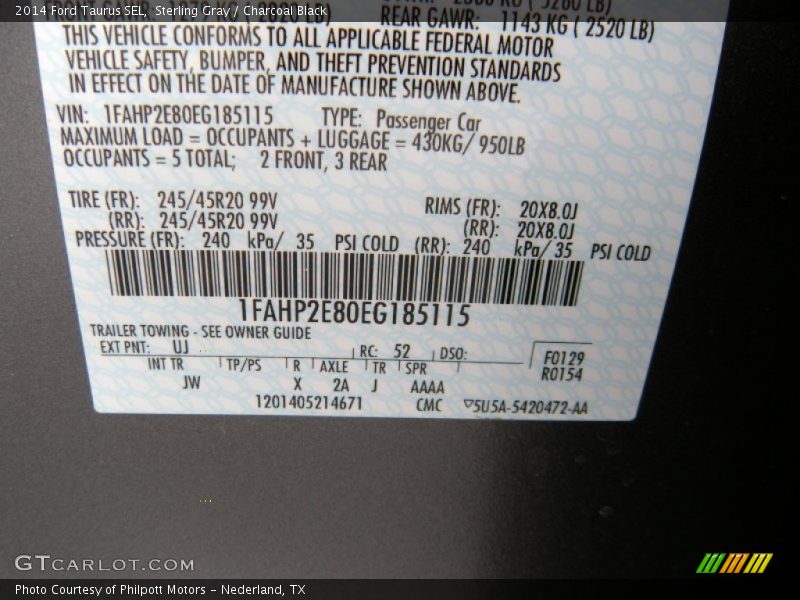 2014 Ford Taurus SEL, Sterling Gray / Charcoal Black
REAR GAWR: 1143 KG ( 2520 LB)
THIS VEHICLE CONFORMS TO ALL APPLICABLE FEDERAL MOTOR
VEHICLE SAFETY, BUMPER, AND THEFT PREVENTION STANDARDS
IN EFFECT ON THE DATE OF MANUFACTURE SHOWN ABOVE.
VIN: 1FAHP2E80EG185115 TYPE: Passenger Car
MAXIMUM LOAD = OCCUPANTS + LUGGAGE = 430KG/ 950LB
OCCUPANTS = 5 TOTAL; 2 FRONT, 3 REAR
TIRE (FR): 245/45R20 99V RIMS (FR): 20X8.0J
(RR): 245/45R20 99V (RR): 20X8.0J
PRESSURE (FR): 240 kPa/ 35 PSI COLD (RR): 240 kPa/ 35 PSI COLD
1FAHP2E80EG185115
TRAILER TOWING - SEE OWNER GUIDE
EXT PNT: UJ RC: 52 DSO: F0129
INT TR TP/PS R AXLE TR SPR R0154
JW X 2A J AAAA
1201405214671 CMC 5U5A-5420472-AA
GTCARLOT.COM
Photo Courtesy of Philpott Motors - Nederland, TX